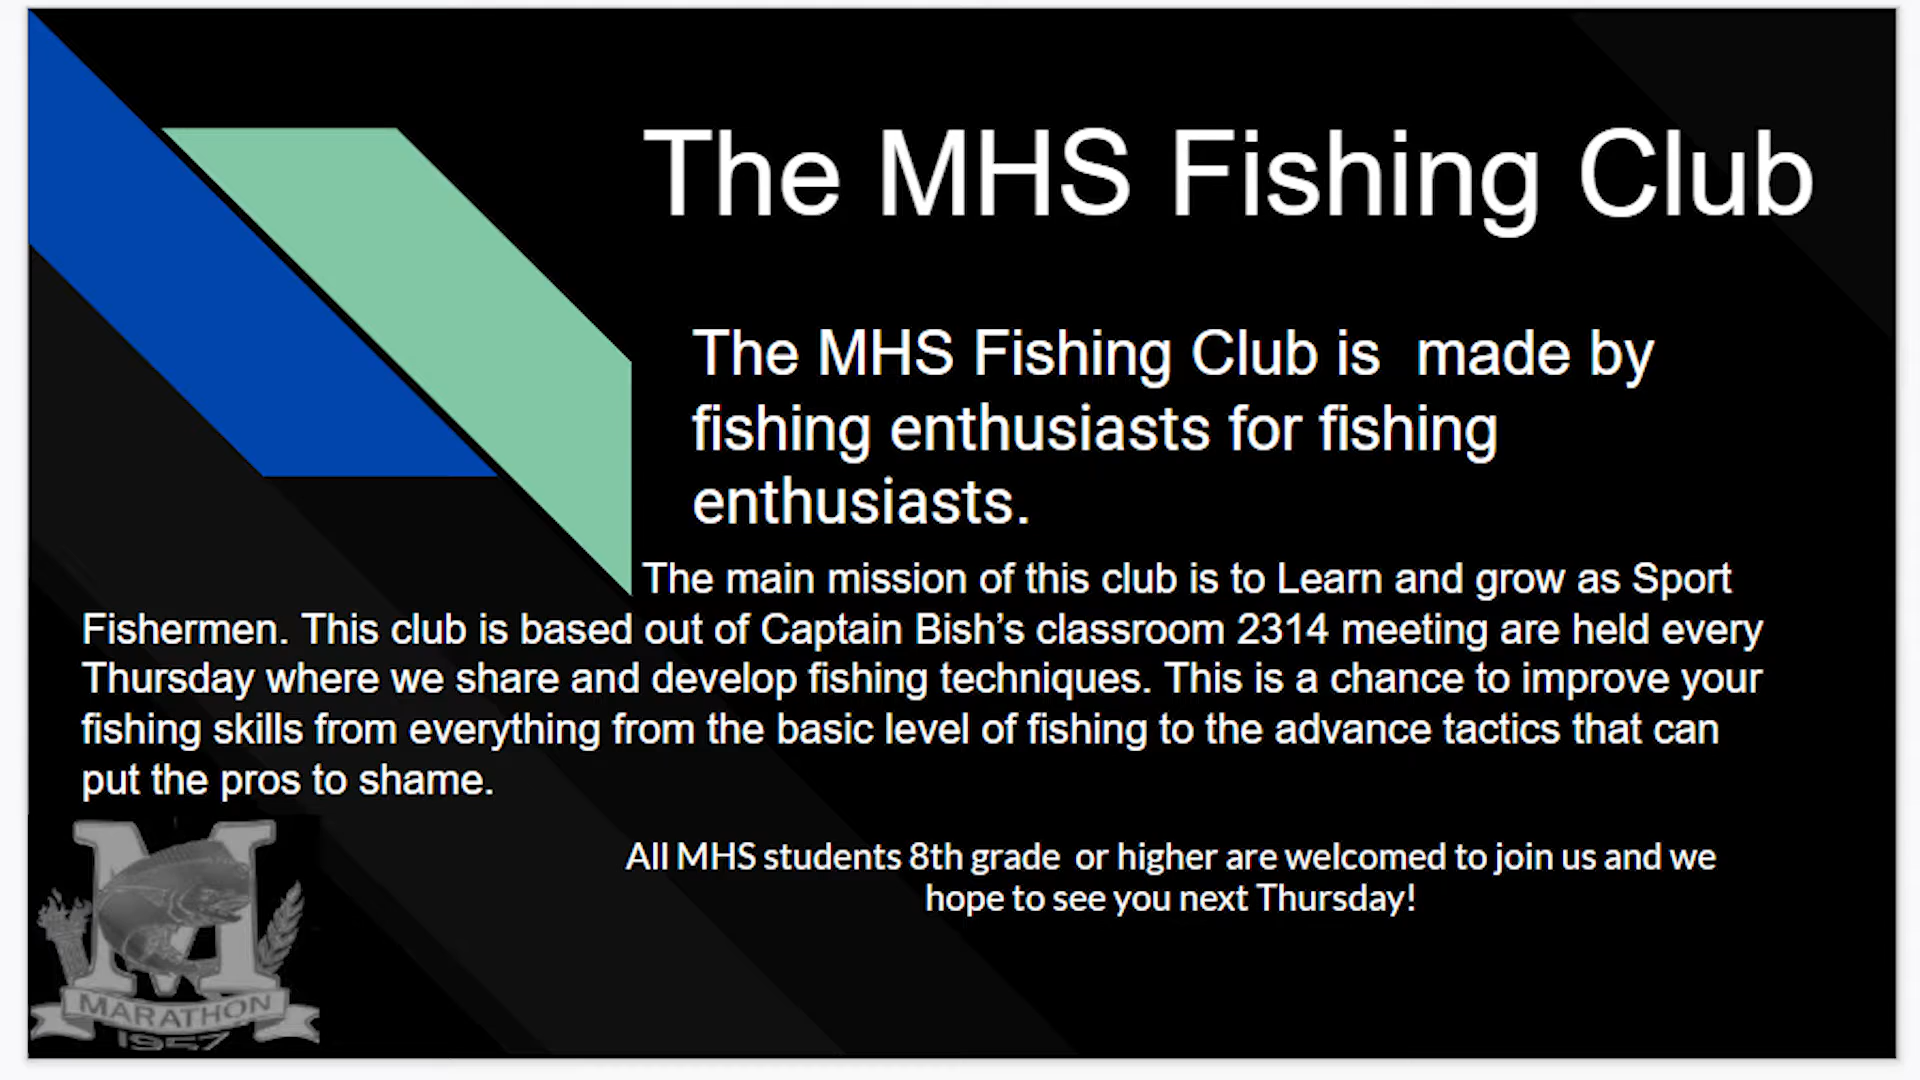 The MHS Fishing Club
The MHS Fishing Club is  made by
fishing enthusiasts for fishing
enthusiasts.
The main mission of this club is to Learn and grow as Sport
Fishermen. This club is based out of Captain Bish’s classroom 2314 meeting are held every
Thursday where we share and develop fishing techniques. This is a chance to improve your
fishing skills from everything from the basic level of fishing to the advance tactics that can
put the pros to shame.
All MHS students 8th grade  or higher are welcomed to join us and we
hope to see you next Thursday!
M
MARATHON
1957